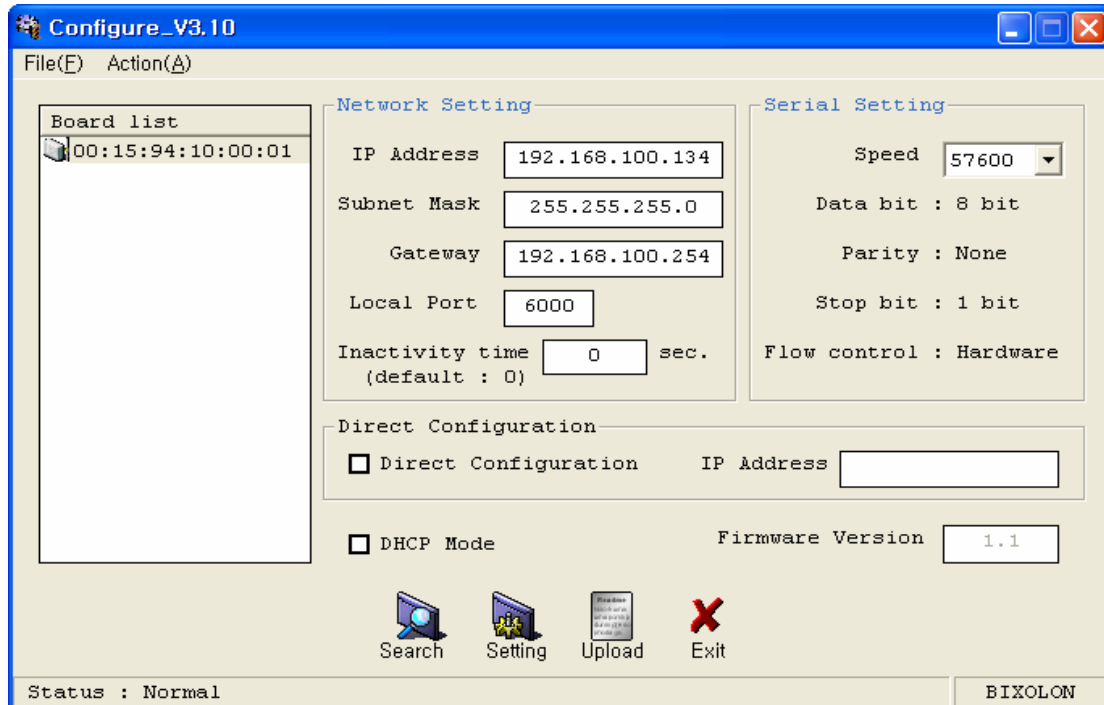 Configure_V3.10
File(F) Action(A)
Board list
00:15:94:10:00:01
Network Setting
IP Address 192.168.100.134
Subnet Mask 255.255.255.0
Gateway 192.168.100.254
Local Port 6000
Inactivity time 0 sec.
(default : 0)
Serial Setting
Speed 57600
Data bit : 8 bit
Parity : None
Stop bit : 1 bit
Flow control : Hardware
Direct Configuration
Direct Configuration IP Address
DHCP Mode
Firmware Version 1.1
Search Setting Upload Exit
Status : Normal
BIXOLON